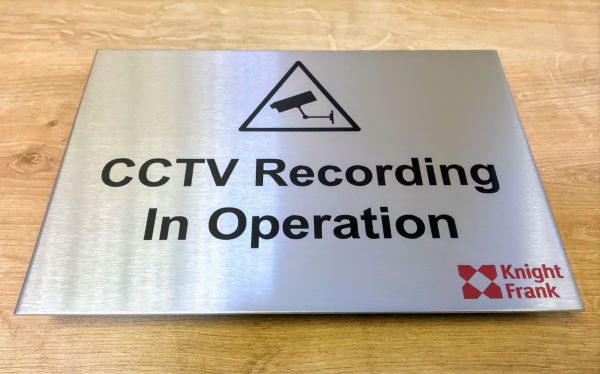 CCTV Recording
In Operation
Knight
Frank